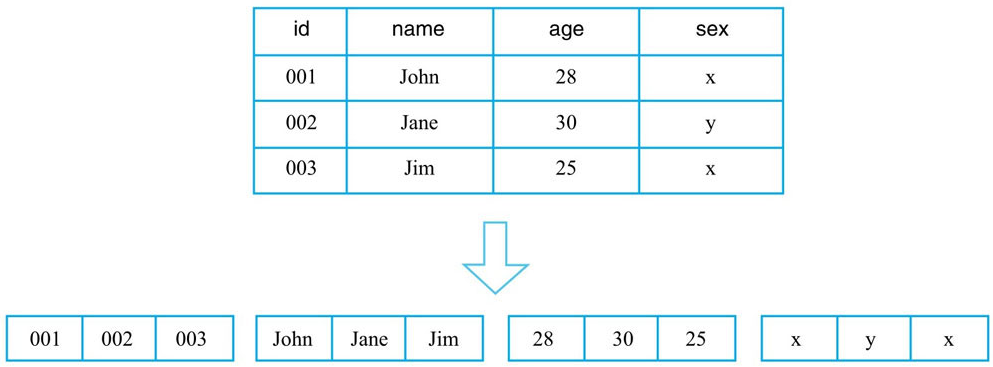 id name age sex
001 John 28 x
002 Jane 30 y
003 Jim 25 x
001 002 003 John Jane Jim 28 30 25 x y x